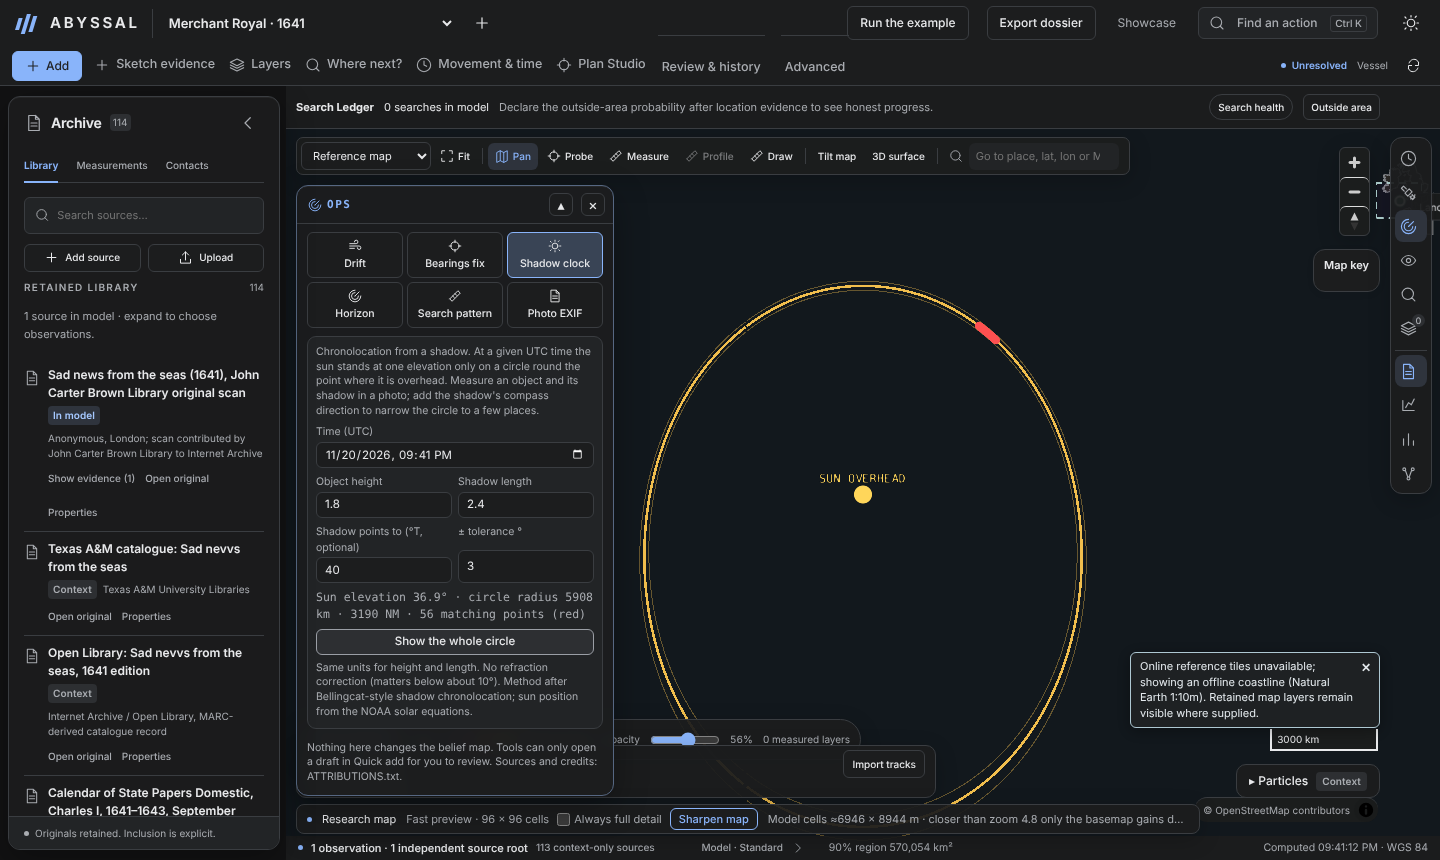 ABYSSAL
Merchant Royal · 1641
Run the example
Export dossier
Showcase
Find an action
Ctrl K
Add
Sketch evidence
Layers
Where next?
Movement & time
Plan Studio
Review & history
Advanced
Unresolved
Vessel
Archive
114
Library
Measurements
Contacts
Search sources...
Add source
Upload
RETAINED LIBRARY
114
1 source in model · expand to choose
observations.
Sad news from the seas (1641), John
Carter Brown Library original scan
In model
Anonymous, London; scan contributed by
John Carter Brown Library to Internet Archive
Show evidence (1)
Open original
Properties
Texas A&M catalogue: Sad nevvs
from the seas
Context
Texas A&M University Libraries
Open original
Properties
Open Library: Sad nevvs from the
seas, 1641 edition
Context
Internet Archive / Open Library, MARC-
derived catalogue record
Open original
Properties
Calendar of State Papers Domestic,
Charles I, 1641–1643, September
Originals retained. Inclusion is explicit.
Search Ledger
0 searches in model
Declare the outside-area probability after location evidence to see honest progress.
Search health
Outside area
Reference map
Fit
Pan
Probe
Measure
Profile
Draw
Tilt map
3D surface
Go to place, lat, lon or M
OPS
Drift
Bearings fix
Shadow clock
Horizon
Search pattern
Photo EXIF
Chronolocation from a shadow. At a given UTC time the
sun stands at one elevation only on a circle round the
point where it is overhead. Measure an object and its
shadow in a photo; add the shadow's compass
direction to narrow the circle to a few places.
Time (UTC)
11/20/2026, 09:41 PM
Object height
Shadow length
1.8
2.4
Shadow points to (°T,
optional)
± tolerance °
40
3
Sun elevation 36.9° · circle radius 5908
km · 3190 NM · 56 matching points (red)
Show the whole circle
Same units for height and length. No refraction
correction (matters below about 10°). Method after
Bellingcat-style shadow chronolocation; sun position
from the NOAA solar equations.
Nothing here changes the belief map. Tools can only open
a draft in Quick add for you to review. Sources and credits:
ATTRIBUTIONS.txt.
SUN OVERHEAD
Map key
0
Online reference tiles unavailable;
showing an offline coastline (Natural
Earth 1:10m). Retained map layers remain
visible where supplied.
3000 km
pacity
56%
0 measured layers
Import tracks
Particles
Context
© OpenStreetMap contributors
Research map
Fast preview · 96 × 96 cells
Always full detail
Sharpen map
Model cells ≈6946 × 8944 m · closer than zoom 4.8 only the basemap gains d...
1 observation · 1 independent source root
113 context-only sources
Model · Standard
90% region 570,054 km²
Computed 09:41:12 PM · WGS 84